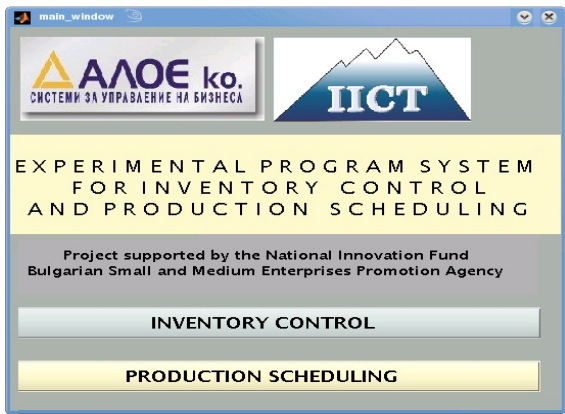 main_window
АЛОЕ ко.
СИСТЕМИ ЗА УПРАВЛЕНИЕ НА БИЗНЕСА
IICT
EXPERIMENTAL PROGRAM SYSTEM
FOR INVENTORY CONTROL
AND PRODUCTION SCHEDULING
Project supported by the National Innovation Fund
Bulgarian Small and Medium Enterprises Promotion Agency
INVENTORY CONTROL
PRODUCTION SCHEDULING